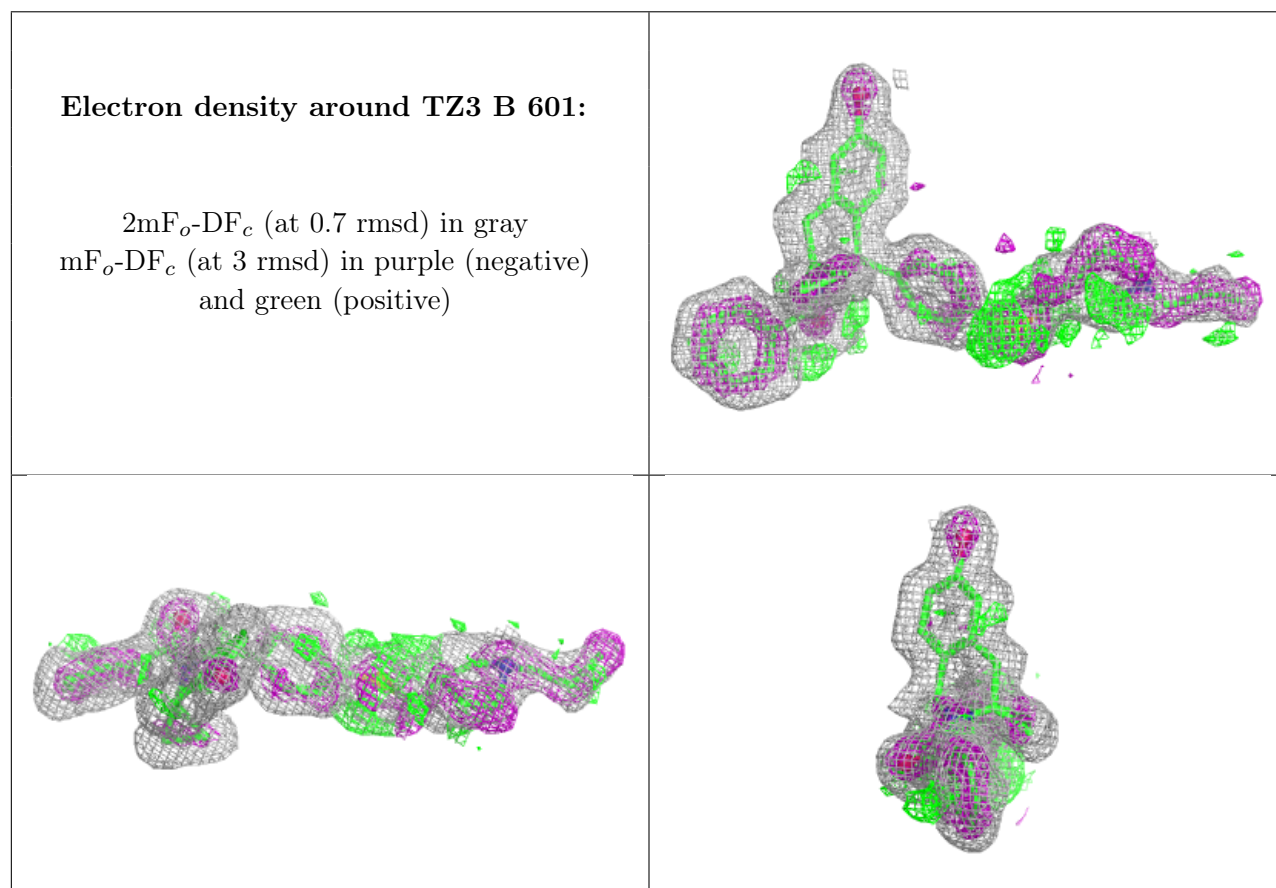 Electron density around TZ3 B 601:
2mFo-DFc (at 0.7 rmsd) in gray
mFo-DFc (at 3 rmsd) in purple (negative)
and green (positive)